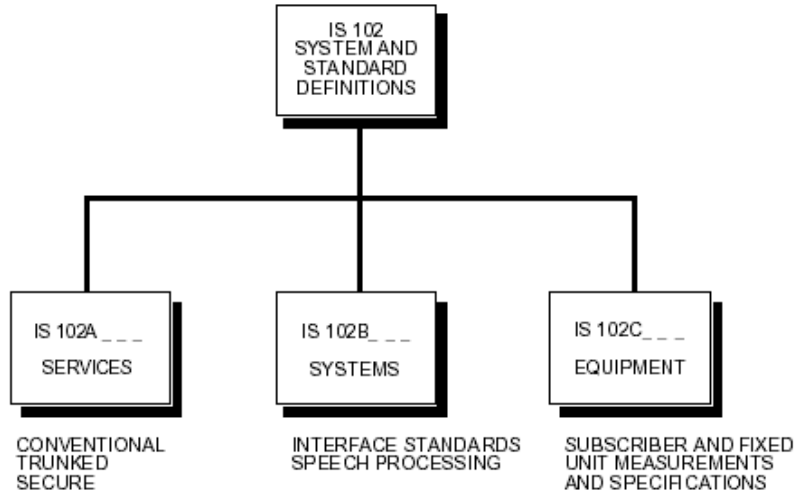 IS 102
SYSTEM AND
STANDARD
DEFINITIONS
IS 102A _ _ _
SERVICES
IS 102B_ _ _
SYSTEMS
IS 102C_ _ _
EQUIPMENT
CONVENTIONAL
TRUNKED
SECURE
INTERFACE STANDARDS
SPEECH PROCESSING
SUBSCRIBER AND FIXED
UNIT MEASUREMENTS
AND SPECIFICATIONS